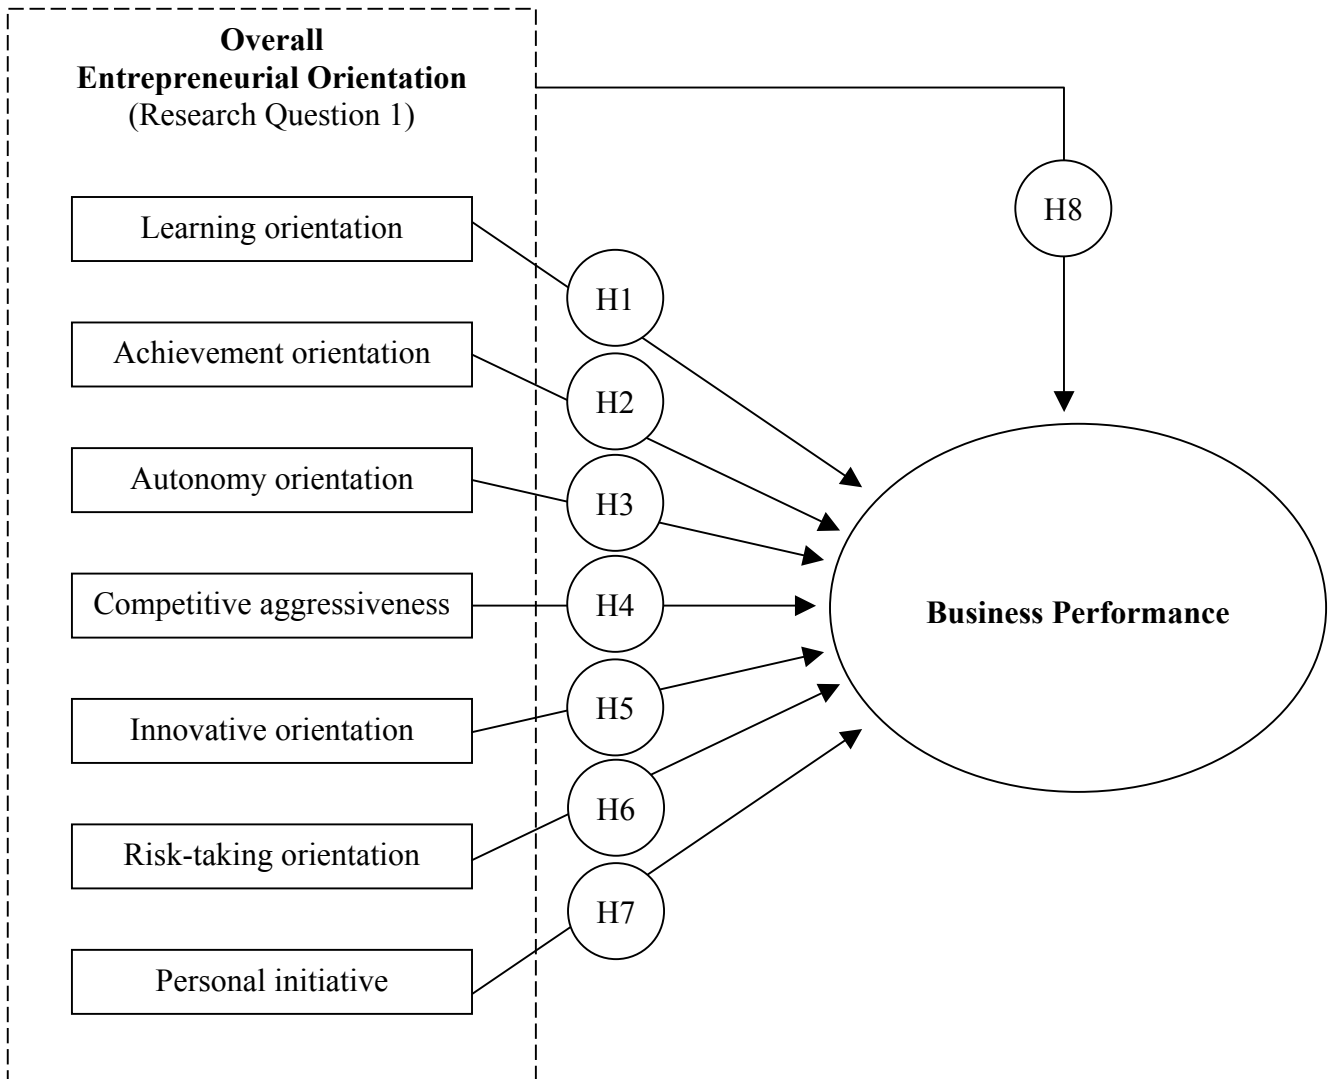 Overall
Entrepreneurial Orientation
(Research Question 1)
Learning orientation
Achievement orientation
Autonomy orientation
Competitive aggressiveness
Innovative orientation
Risk-taking orientation
Personal initiative
H1
H2
H3
H4
H5
H6
H7
H8
Business Performance